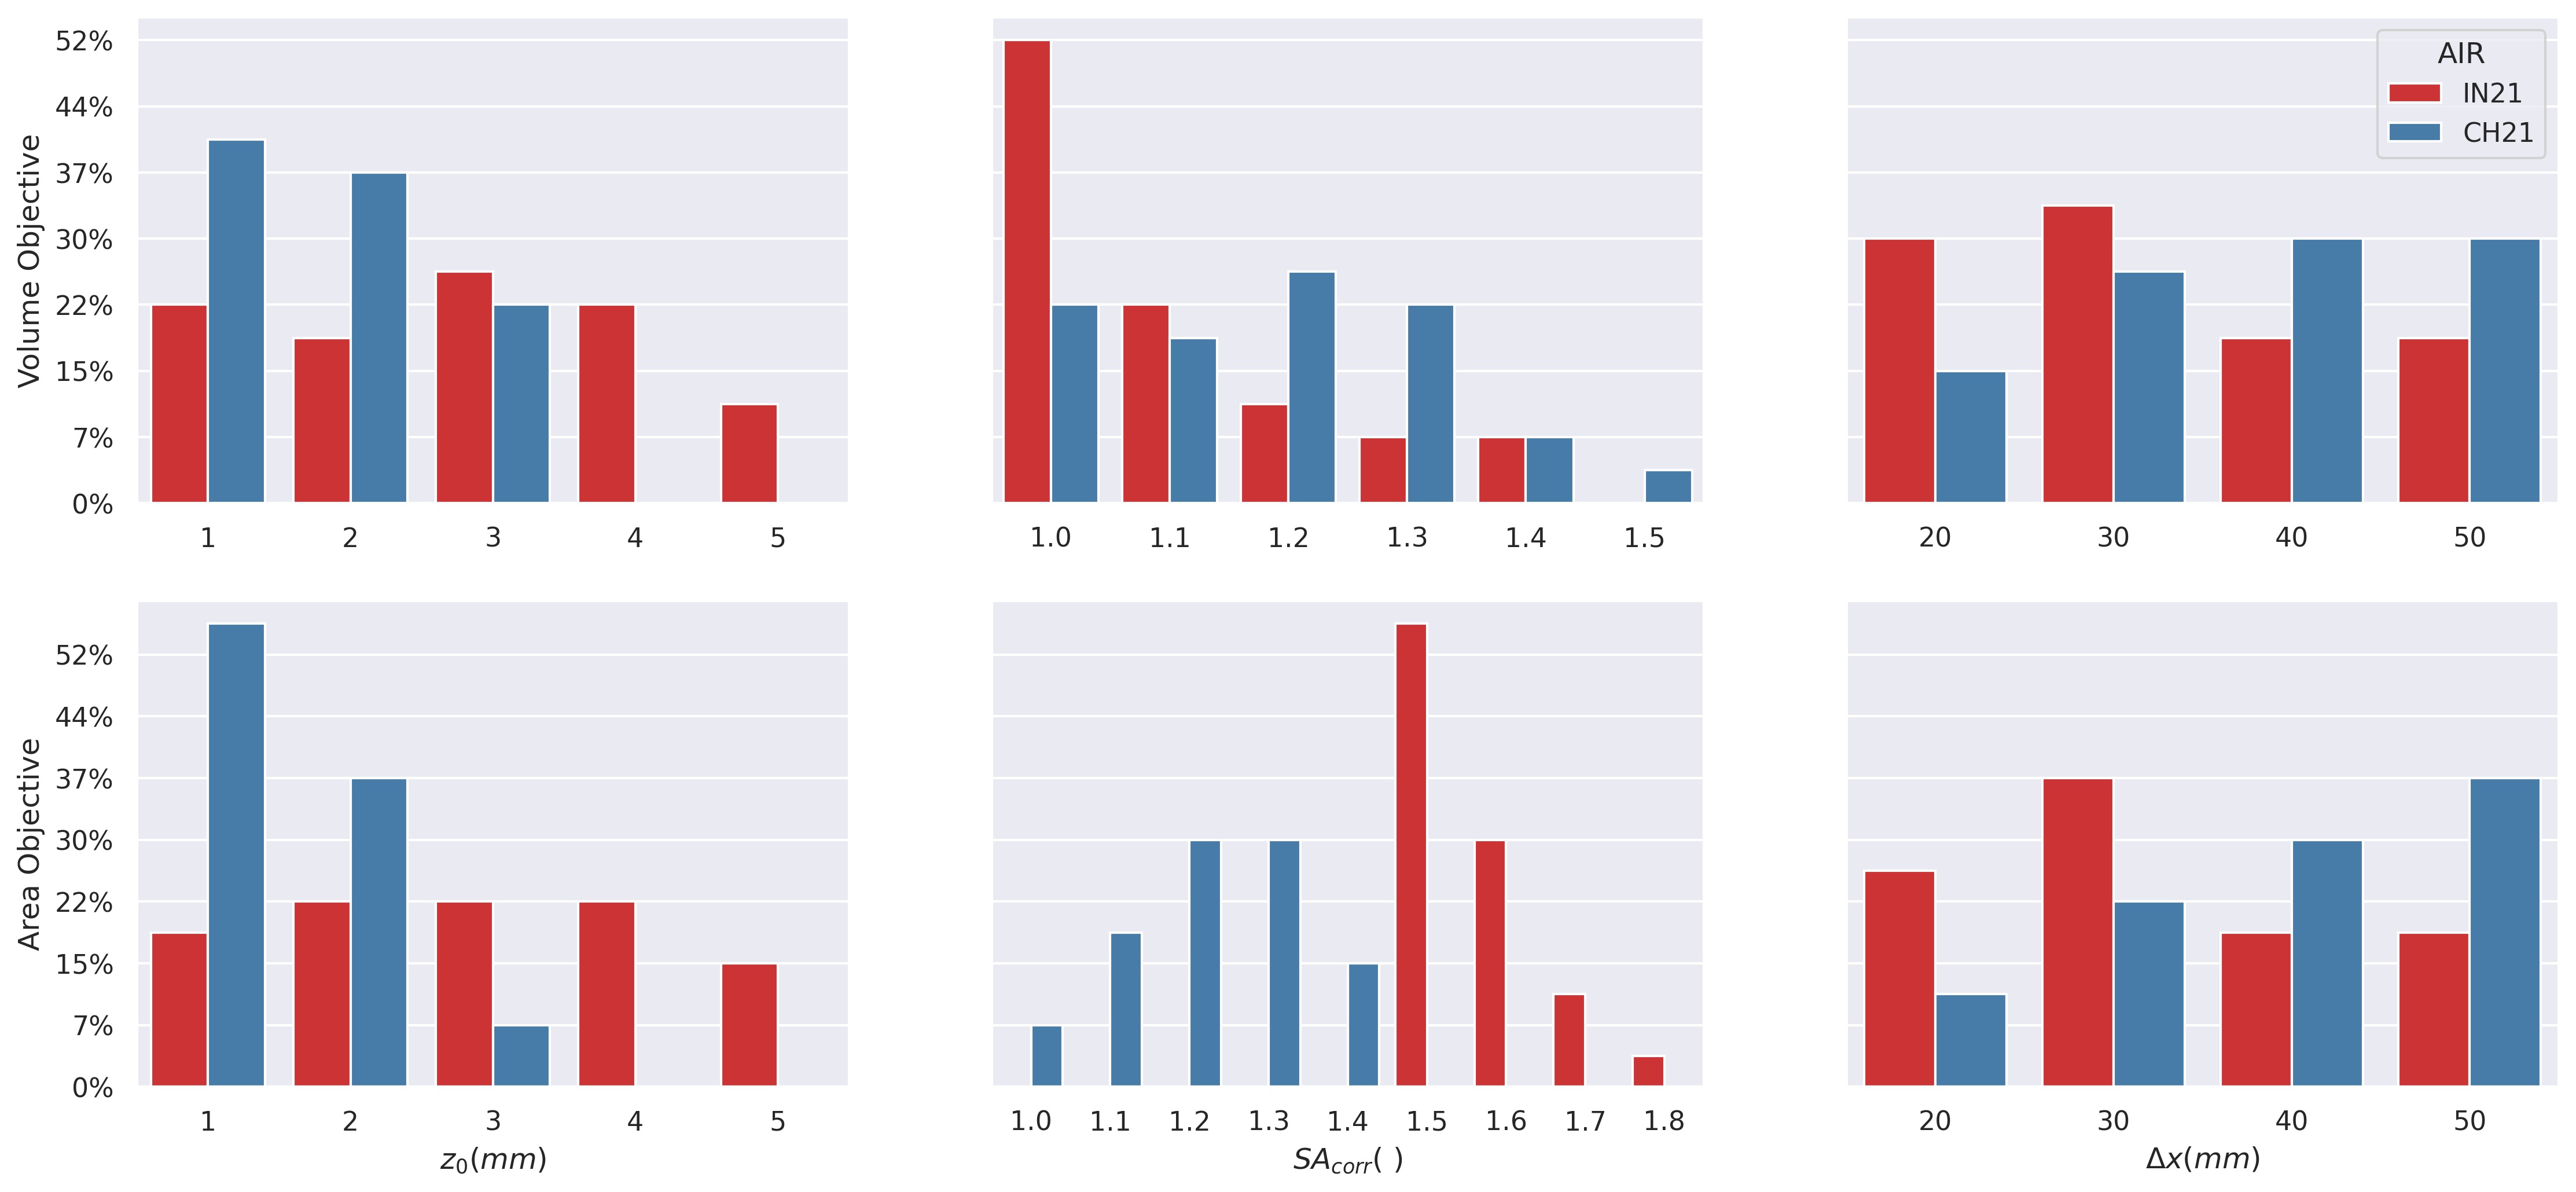 52%
44%
37%
30%
22%
15%
7%
0%
Volume Objective
1 2 3 4 5
1.0 1.1 1.2 1.3 1.4 1.5
AIR
IN21
CH21
20 30 40 50
52%
44%
37%
30%
22%
15%
7%
0%
Area Objective
1 2 3 4 5
z0(mm)
1.0 1.1 1.2 1.3 1.4 1.5 1.6 1.7 1.8
SAcorr( )
20 30 40 50
Δx(mm)